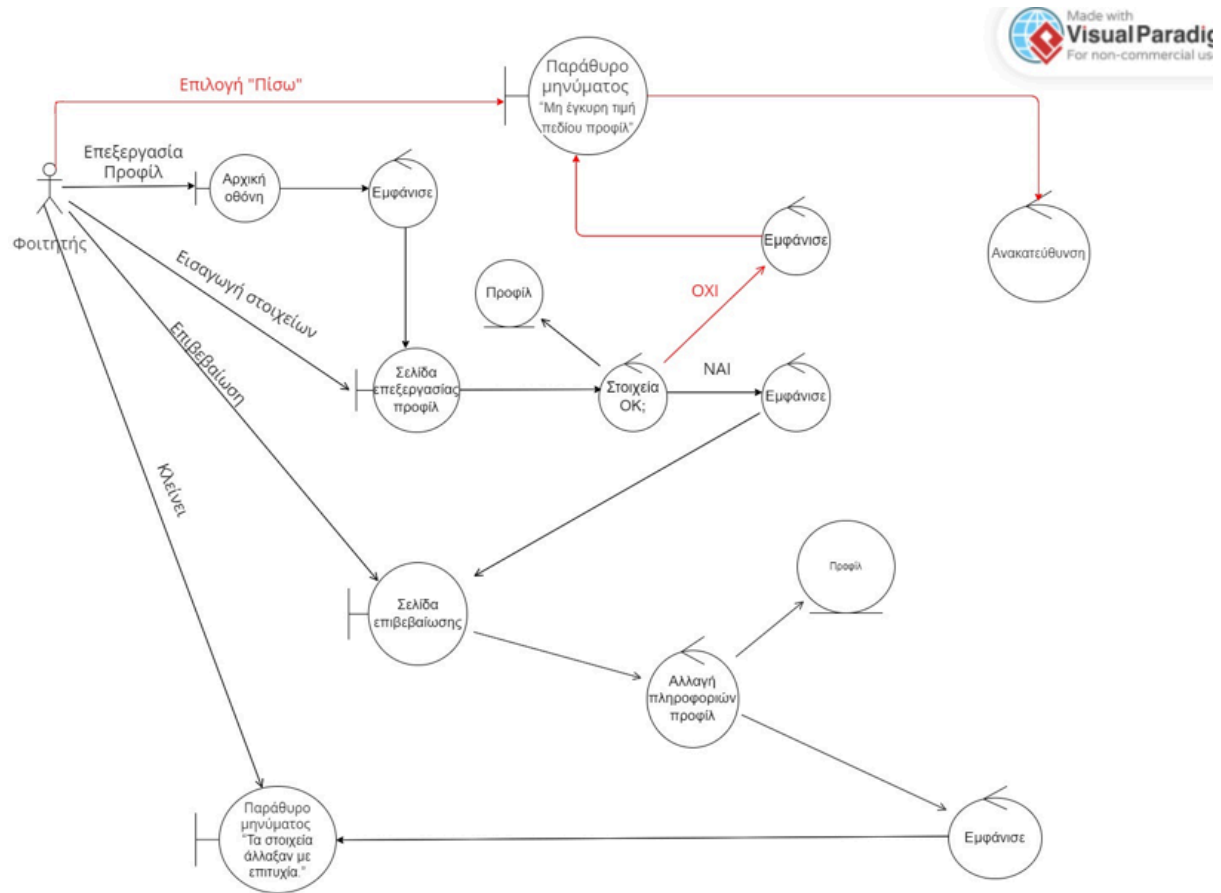 Made with
Visual Paradig
For non-commercial us
Επιλογή "Πίσω"
Παράθυρο
μηνύματος
"Μη έγκυρη τιμή
πεδίου προφίλ"
Επεξεργασία
Προφίλ
Αρχική
οθόνη
Εμφάνισε
Φοιτητής
Εμφάνισε
Ανακατεύθυνση
Εισαγωγή στοιχείων
Προφίλ
ΟΧΙ
Επιβεβαίωση
Σελίδα
επεξεργασίας
προφίλ
Στοιχεία
ΟΚ;
ΝΑΙ
Εμφάνισε
Κλείνει
Προφίλ
Σελίδα
επιβεβαίωσης
Αλλαγή
πληροφοριών
προφίλ
Παράθυρο
μηνύματος
"Τα στοιχεία
άλλαξαν με
επιτυχία."
Εμφάνισε